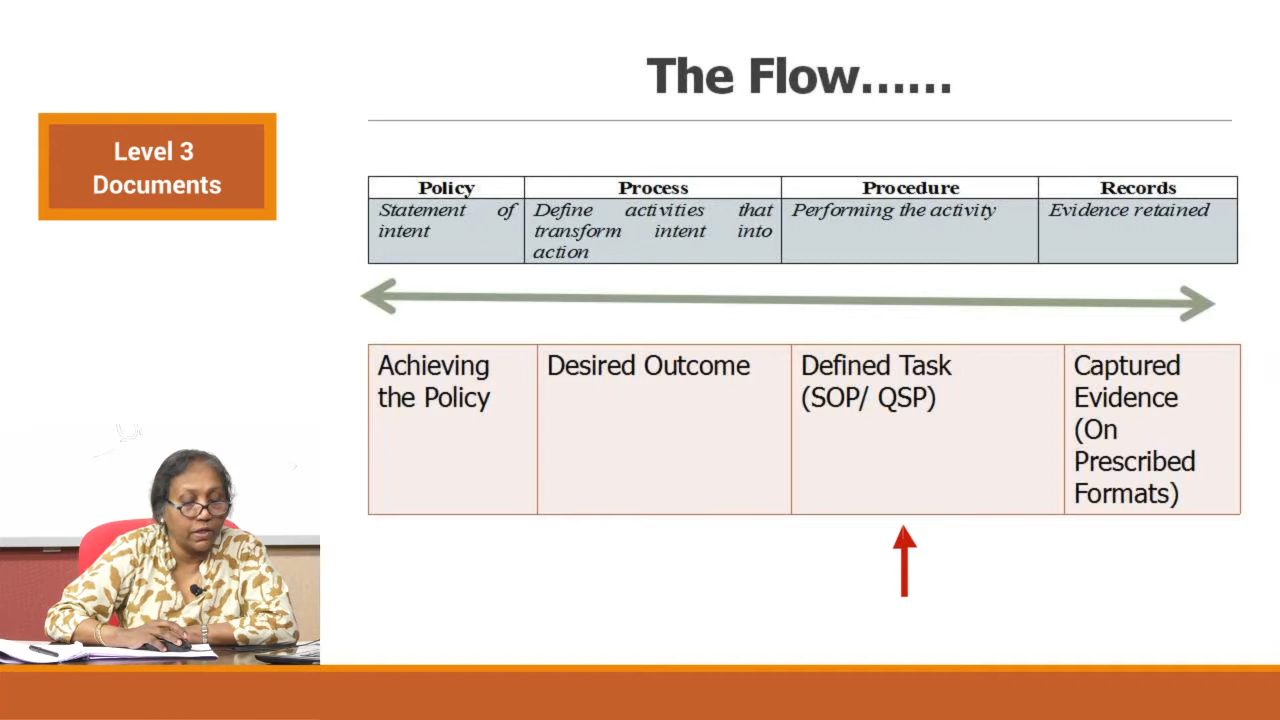 The Flow......
Level 3
Documents
Policy Process Procedure Records
Statement of intent Define activities that transform intent into action Performing the activity Evidence retained
Achieving
the Policy
Desired Outcome
Defined Task
(SOP/ QSP)
Captured
Evidence
(On
Prescribed
Formats)